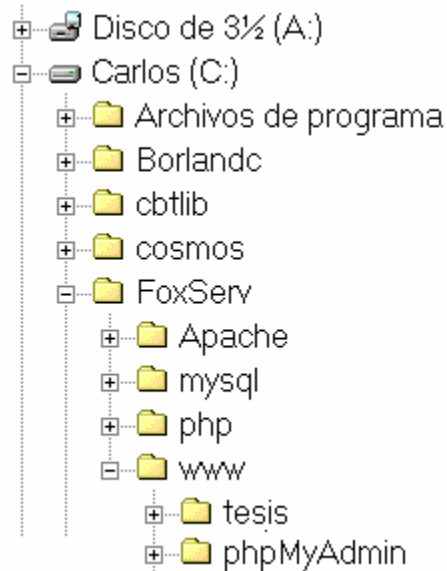 Disco de 3½ (A:)
Carlos (C:)
Archivos de programa
Borlandc
cbtlib
cosmos
FoxServ
Apache
mysql
php
www
tesis
phpMyAdmin